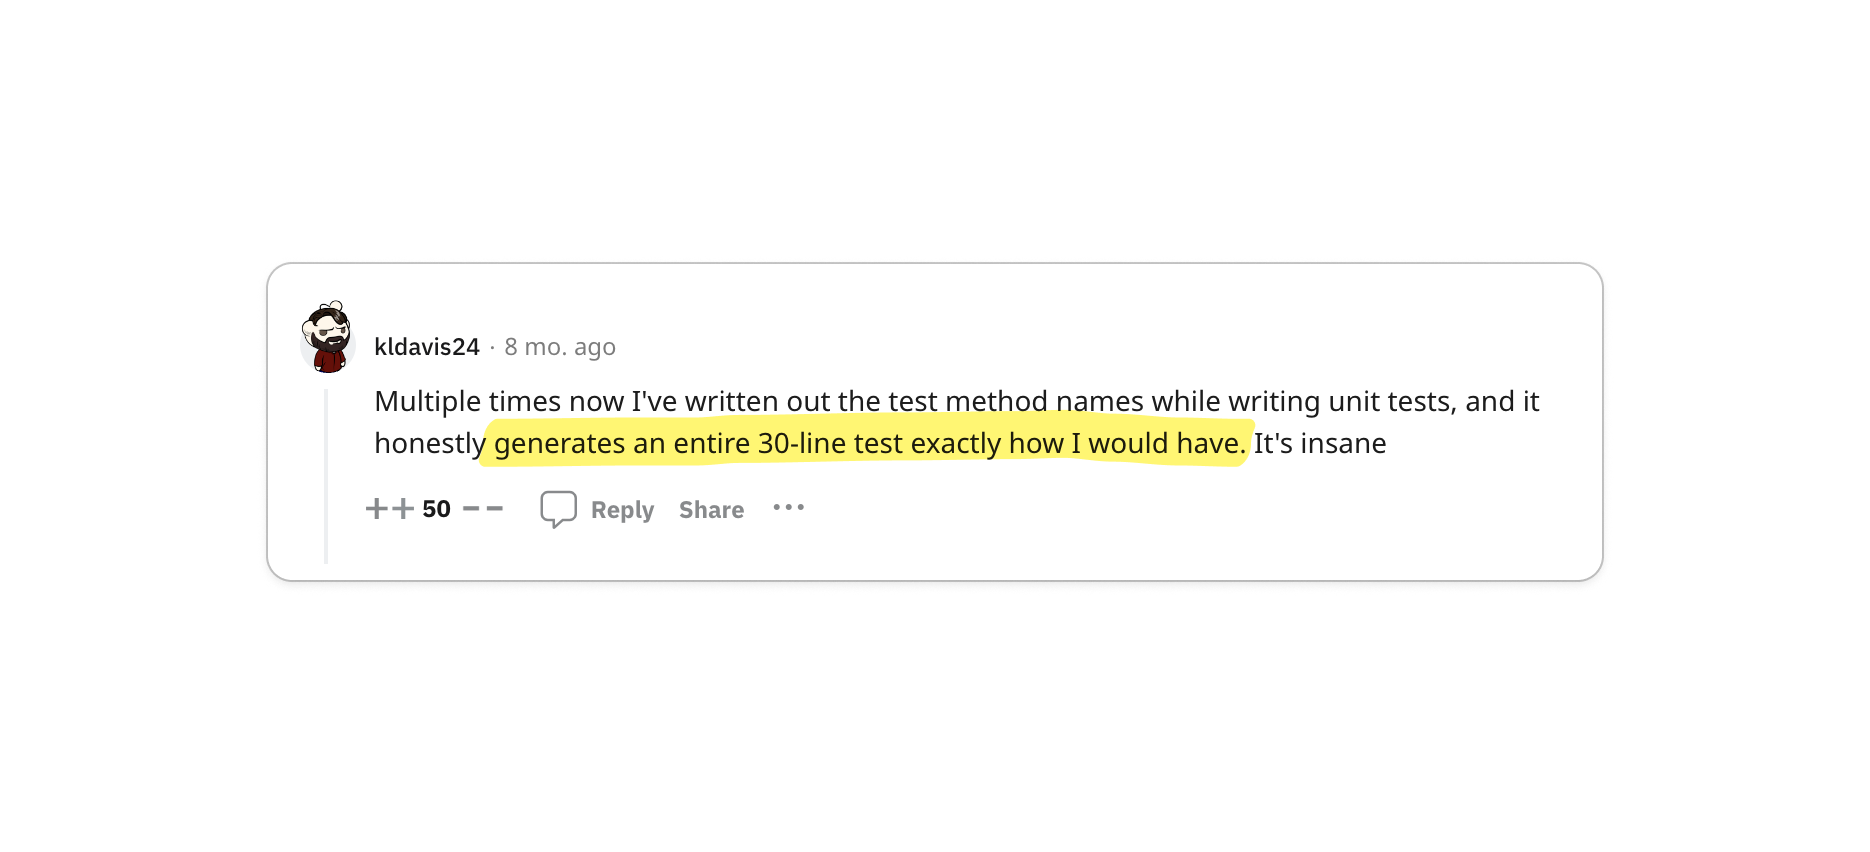 kldavis24 · 8 mo. ago
Multiple times now I've written out the test method names while writing unit tests, and it
honestly generates an entire 30-line test exactly how I would have. It's insane
++ 50 -- Reply Share ...